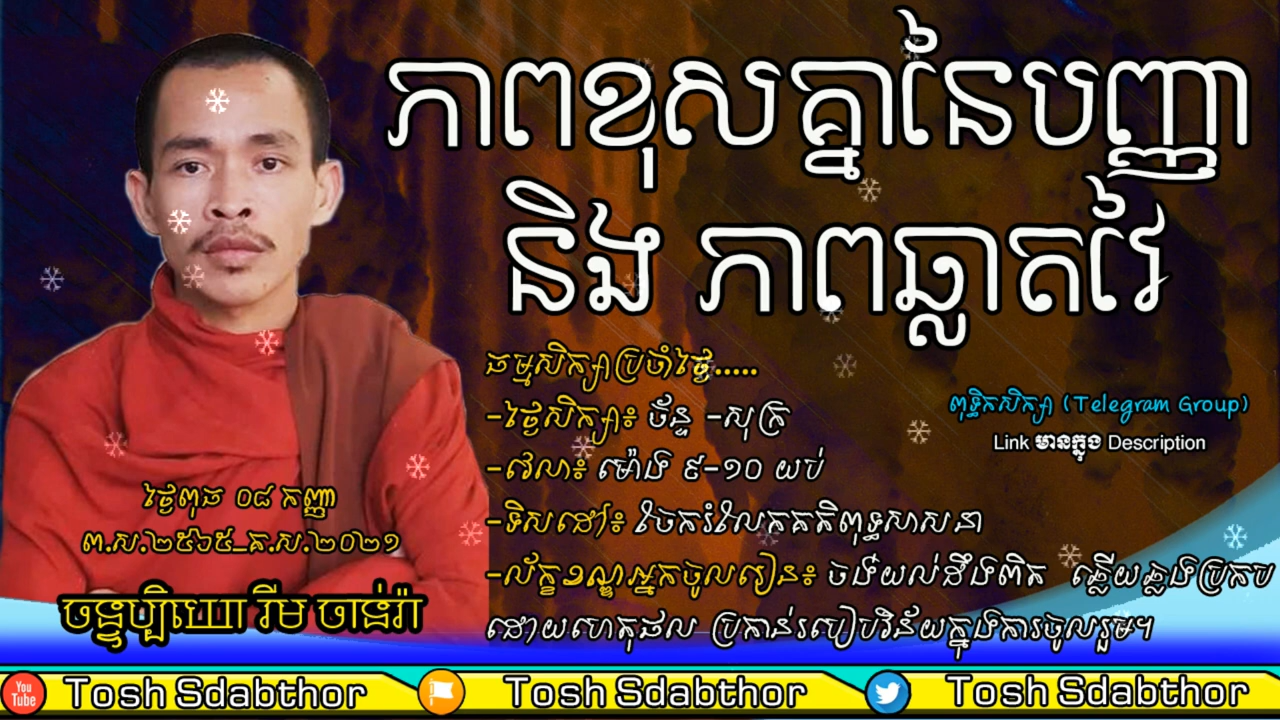 ភាពខុសគ្នានៃបញ្ញា
និង ភាពឆ្លាតវៃ
ធម្មសិក្សាប្រចាំថ្ងៃ.....
-ថ្ងៃសិក្សា៖ ច័ន្ទ -សុក្រ
-វេលា៖ ម៉ោង ៩-១០ យប់
-ទិសដៅ៖ ចែករំលែកគតិពុទ្ធសាសនា
-ល័ក្ខខណ្ឌអ្នកចូលរៀន៖ ចង់យល់ដឹងពិត ឆ្លើយឆ្លងប្រកប
ដោយហេតុផល ប្រកាន់របៀបវិន័យក្នុងការចូលរួម។
ពុទ្ធិកសិក្សា (Telegram Group)
Link មានក្នុង Description
ថ្ងៃពុធ ០៨ កញ្ញា
ព.ស.២៥៦៥_គ.ស.២០២១
ចន្ទប្បិយោ រីម ចាន់រ៉ា
You Tube Tosh Sdabthor
Tosh Sdabthor
Tosh Sdabthor